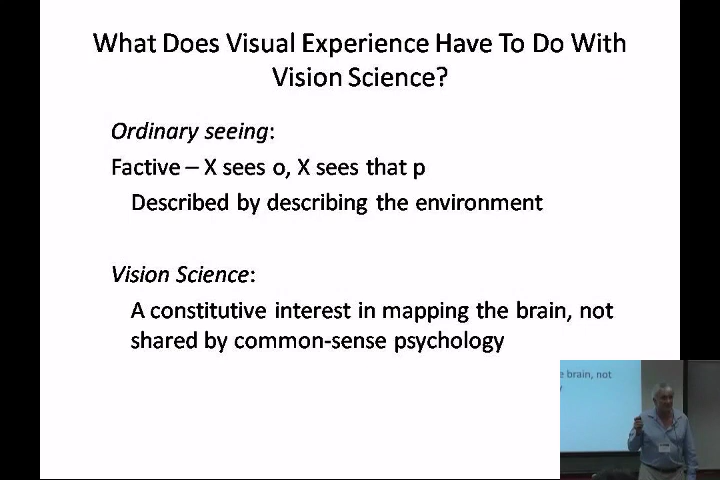 What Does Visual Experience Have To Do With
Vision Science?
Ordinary seeing:
Factive – X sees o, X sees that p
Described by describing the environment
Vision Science:
A constitutive interest in mapping the brain, not
shared by common-sense psychology
e brain, not
y